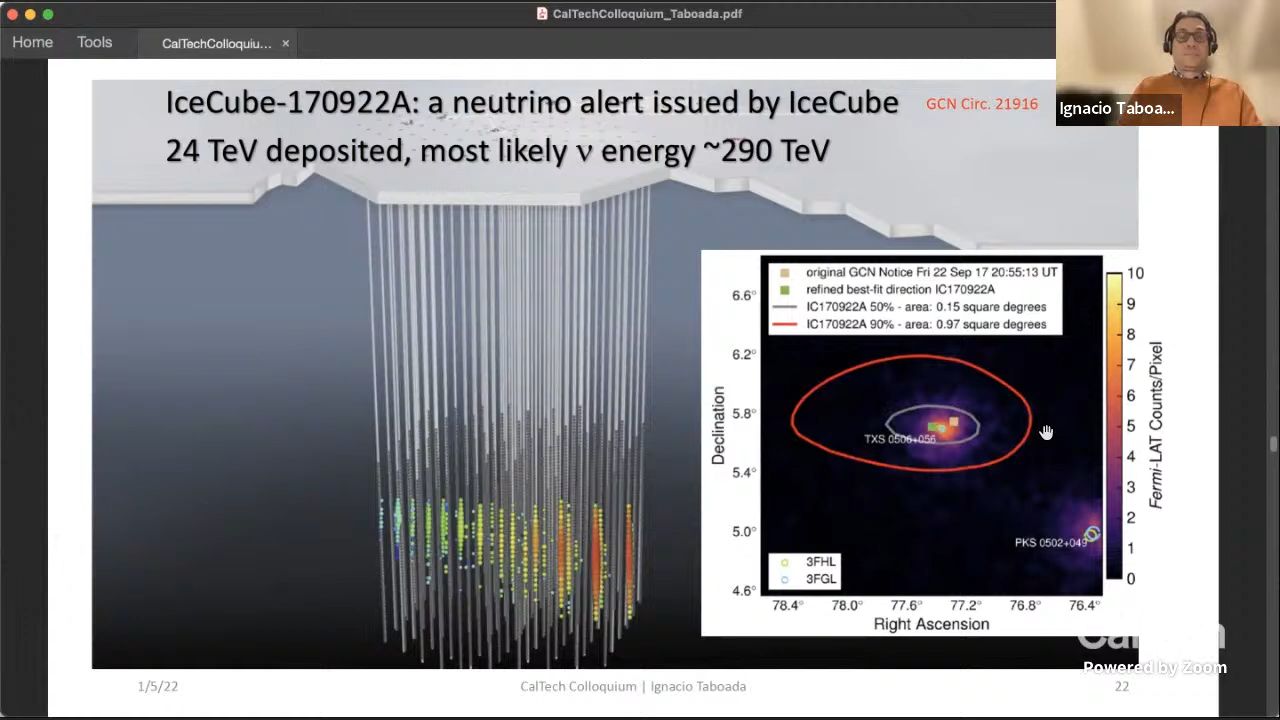 CalTechColloquium_Taboada.pdf
Home Tools CalTechColloquiu... ×
Ignacio Taboa...
IceCube-170922A: a neutrino alert issued by IceCube
GCN Circ. 21916
24 TeV deposited, most likely ν energy ~290 TeV
original GCN Notice Fri 22 Sep 17 20:55:13 UT
refined best-fit direction IC170922A
IC170922A 50% - area: 0.15 square degrees
IC170922A 90% - area: 0.97 square degrees
6.6°
6.2°
5.8°
5.4°
5.0°
4.6°
Declination
TXS 0506+056
PKS 0502+049
3FHL
3FGL
78.4° 78.0° 77.6° 77.2° 76.8° 76.4°
Right Ascension
10
9
8
7
6
5
4
3
2
1
0
Fermi-LAT Counts/Pixel
Powered by Zoom
1/5/22 CalTech Colloquium | Ignacio Taboada 22